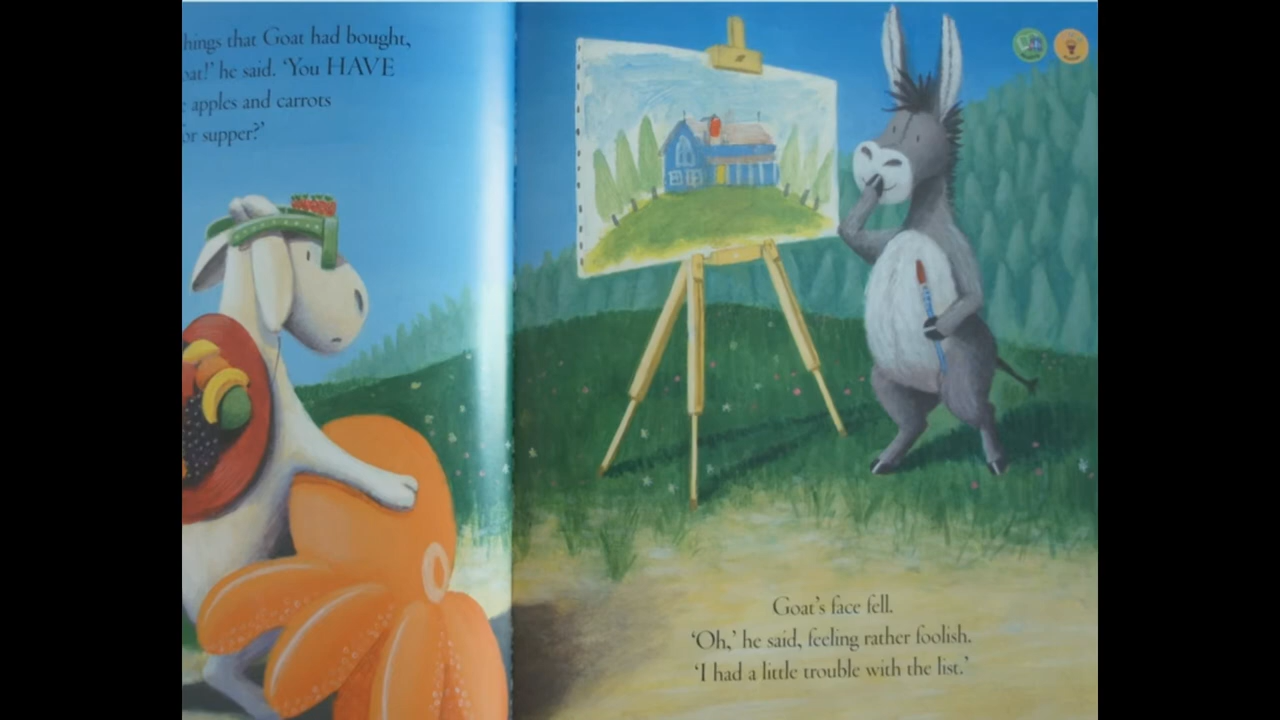 hings that Goat had bought,
oat!' he said. 'You HAVE
e apples and carrots
or supper?'
Goat's face fell.
'Oh,' he said, feeling rather foolish.
'I had a little trouble with the list.'